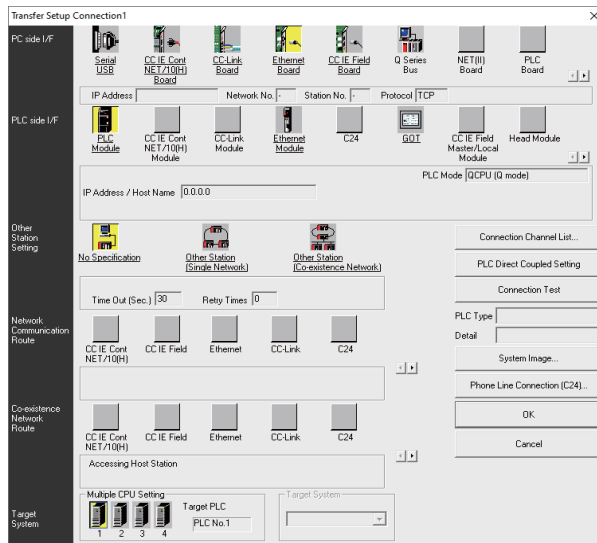 Transfer Setup Connection1
PC side I/F
Serial
USB
CC IE Cont
NET/10(H)
Board
CC-Link
Board
Ethernet
Board
CC IE Field
Board
Q Series
Bus
NET(II)
Board
PLC
Board
IP Address
Network No. -
Station No. -
Protocol TCP
PLC side I/F
PLC
Module
CC IE Cont
NET/10(H)
Module
CC-Link
Module
Ethernet
Module
C24
GOT
CC IE Field
Master/Local
Module
Head Module
PLC Mode QCPU (Q mode)
IP Address / Host Name 0.0.0.0
Other
Station
Setting
No Specification
Other Station
(Single Network)
Other Station
(Co-existence Network)
Time Out (Sec.) 30
Retry Times 0
Connection Channel List...
PLC Direct Coupled Setting
Connection Test
PLC Type
Detail
System Image...
Phone Line Connection (C24)...
OK
Cancel
Network
Communication
Route
CC IE Cont
NET/10(H)
CC IE Field
Ethernet
CC-Link
C24
Co-existence
Network
Route
CC IE Cont
NET/10(H)
CC IE Field
Ethernet
CC-Link
C24
Accessing Host Station
Target
System
Multiple CPU Setting
1 2 3 4
Target PLC
PLC No.1
Target System